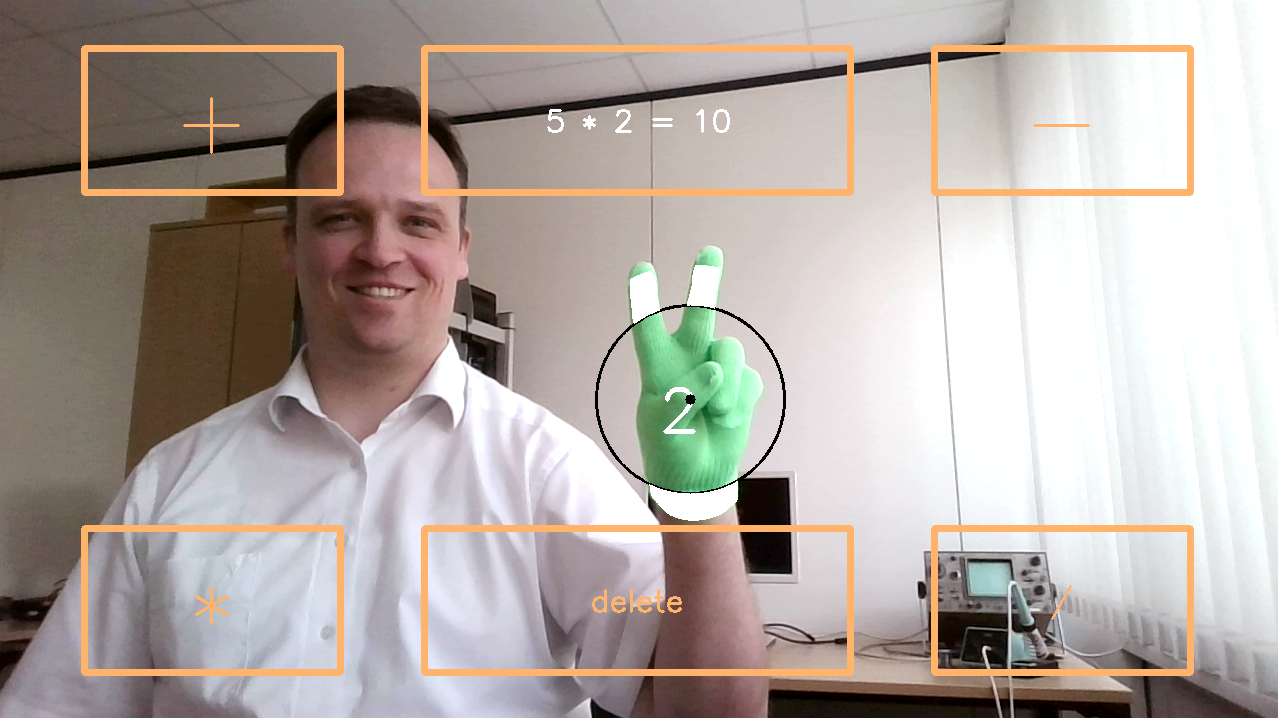 +
5 * 2 = 10
−
2
*
delete
/